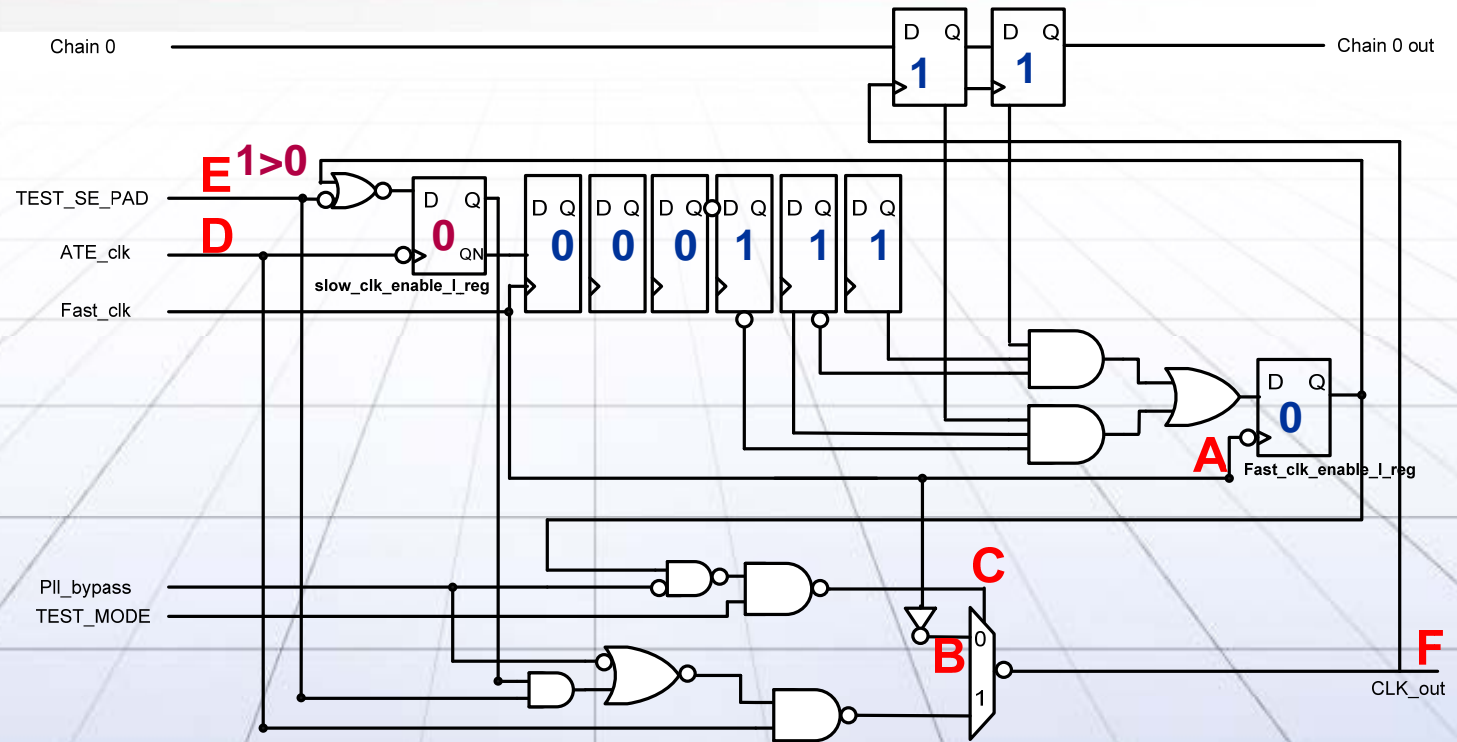 Chain 0
D Q
1
D Q
1
Chain 0 out
E 1>0
TEST_SE_PAD
D
ATE_clk
D Q
0
QN
slow_clk_enable_l_reg
Fast_clk
D Q
0
D Q
0
D Q
0
D Q
1
D Q
1
D Q
1
D Q
0
A
Fast_clk_enable_l_reg
Pll_bypass
TEST_MODE
C
0
B
1
F
CLK_out